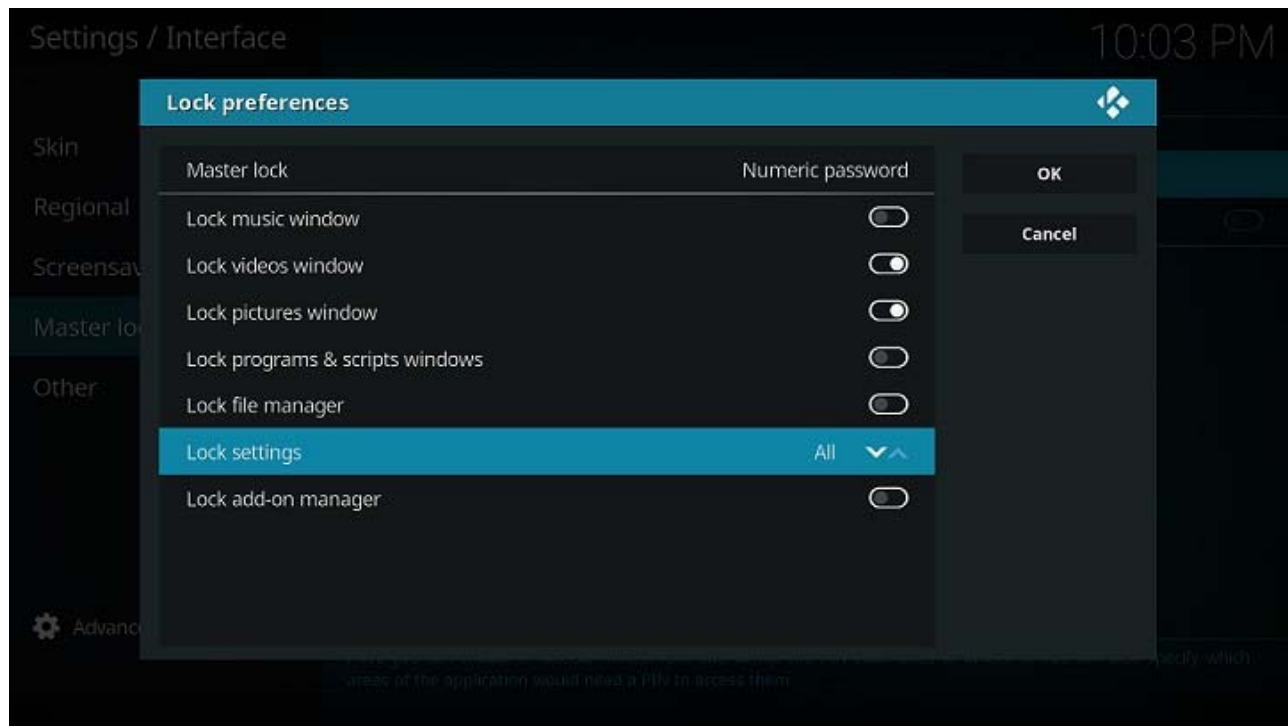 Settings / Interface
10:03 PM
Lock preferences
Skin
Master lock
Numeric password
OK
Regional
Lock music window
Cancel
Screensav
Lock videos window
Master lo
Lock pictures window
Lock programs & scripts windows
Other
Lock file manager
Lock settings
All
Lock add-on manager
Advanc
specify which
areas of the application would need a PIN to access them